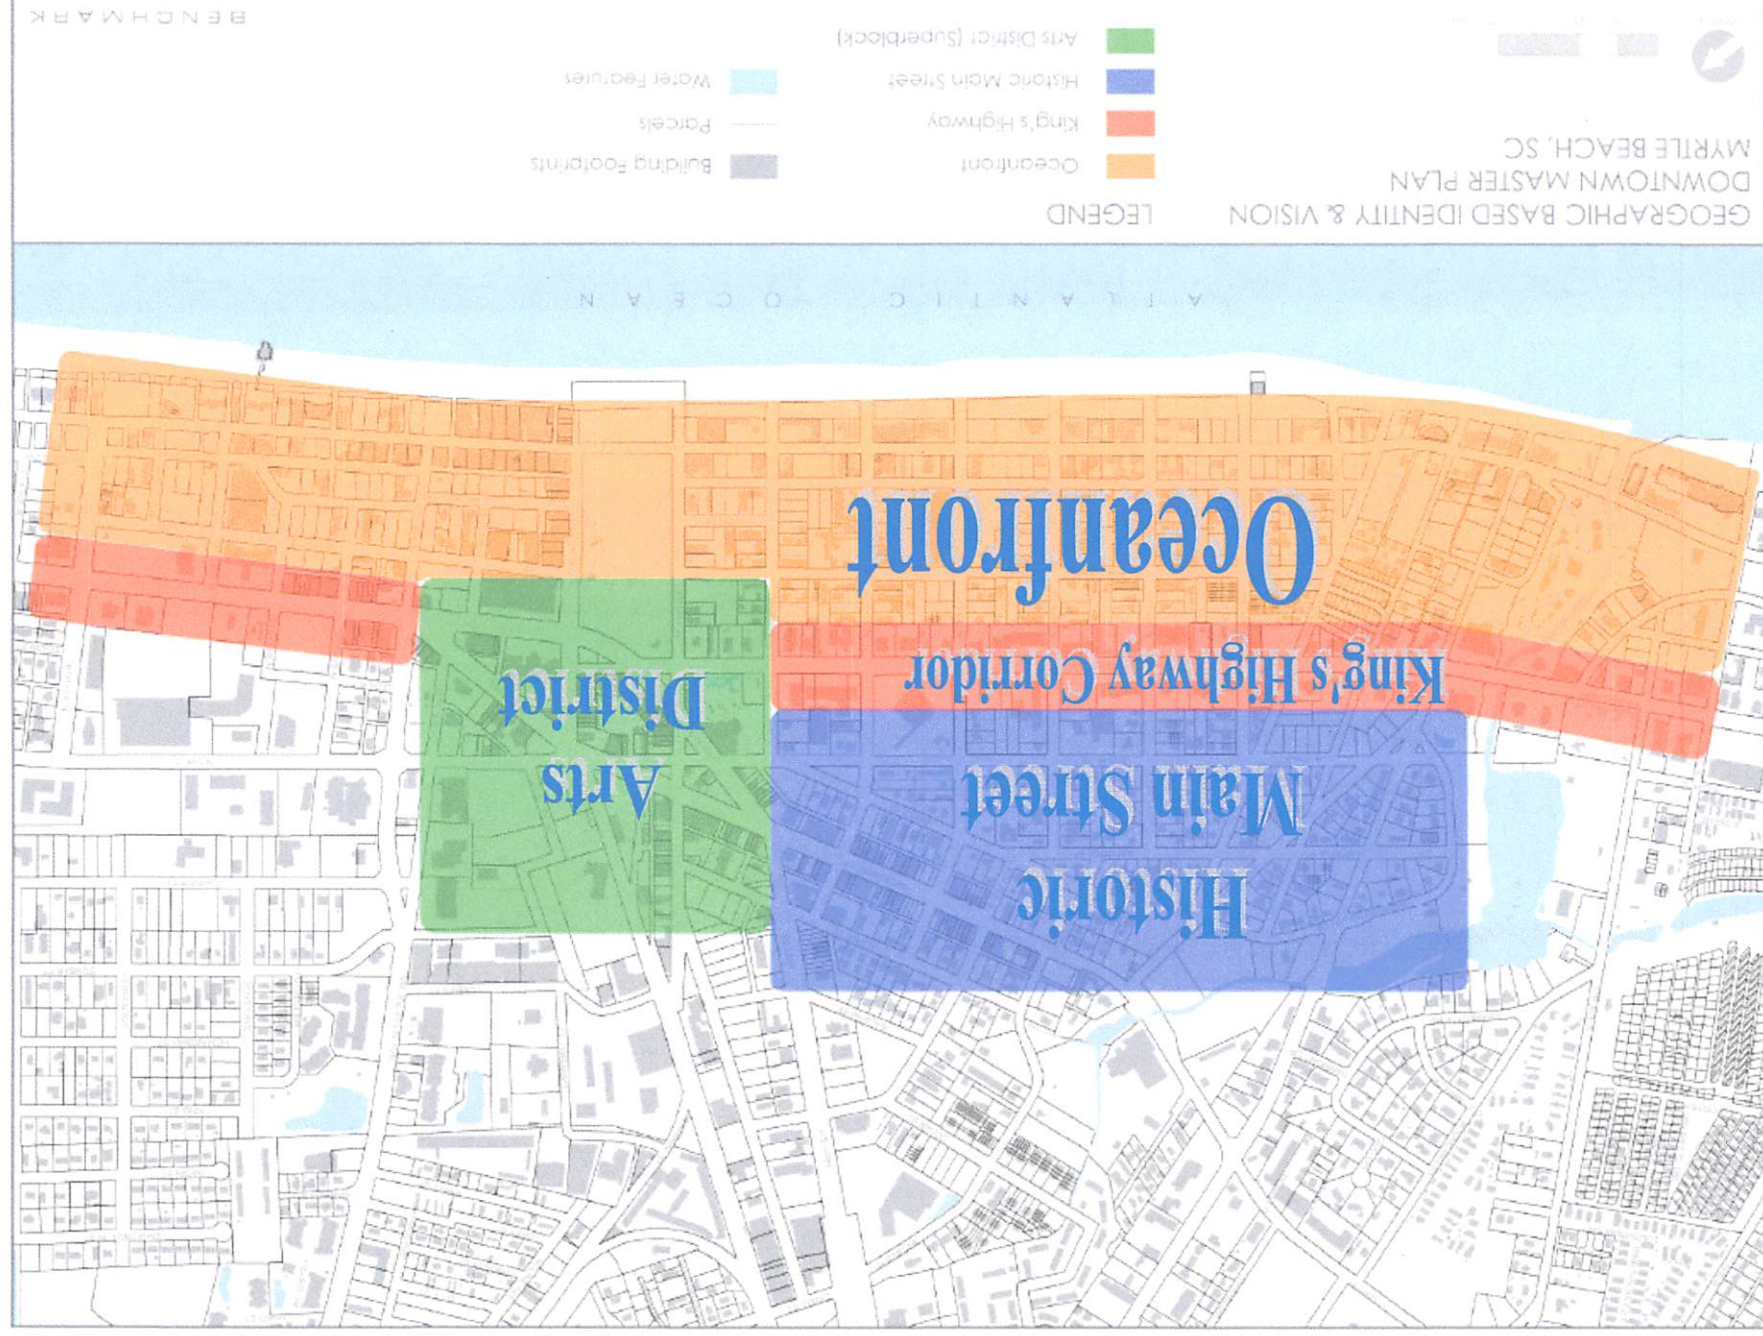 Historic
Main Street
Arts
District
King's Highway Corridor
Oceanfront
ATLANTIC OCEAN
GEOGRAPHIC BASED IDENTITY & VISION
DOWNTOWN MASTER PLAN
MYRTLE BEACH, SC
LEGEND
Oceanfront
King's Highway
Historic Main Street
Arts District (Superblock)
Building Footprints
Parcels
Water Features
BENCHMARK